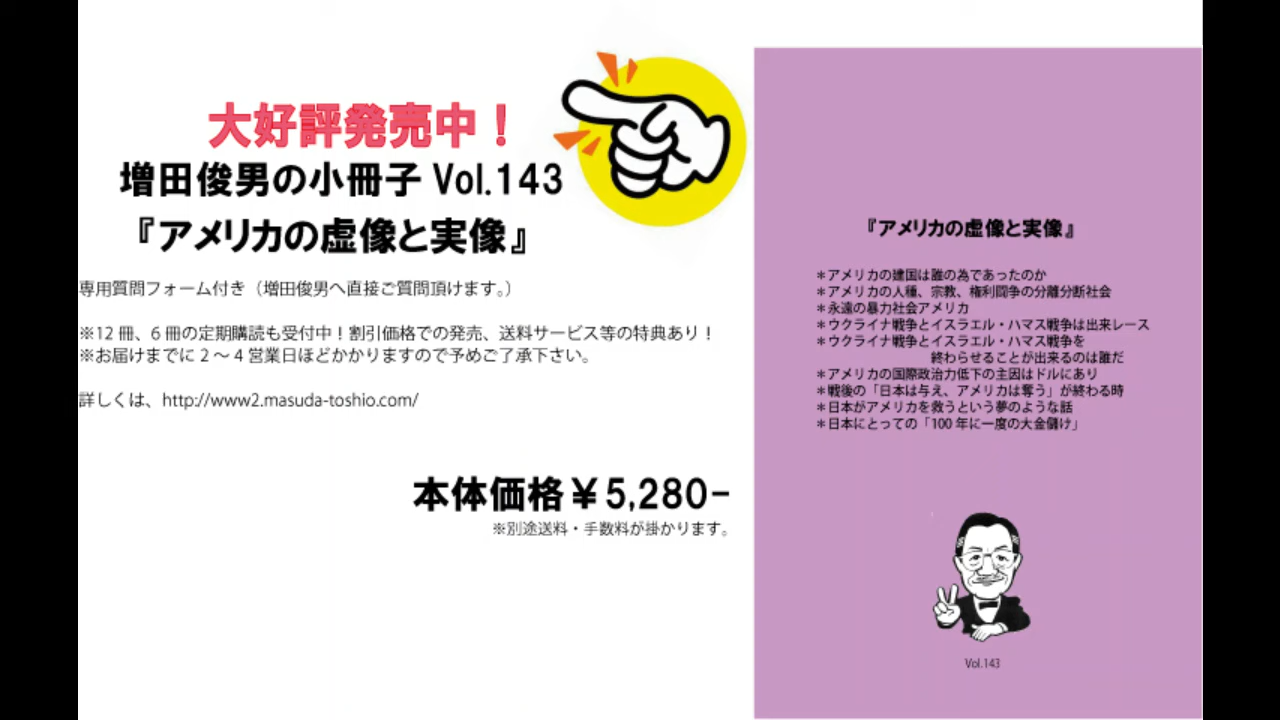 大好評発売中！
増田俊男の小冊子 Vol.143
『アメリカの虚像と実像』
専用質問フォーム付き（増田俊男へ直接ご質問頂けます。）
※12 冊、6 冊の定期購読も受付中！割引価格での発売、送料サービス等の特典あり！
※お届けまでに 2 〜 4 営業日ほどかかりますので予めご了承下さい。
詳しくは、http://www2.masuda-toshio.com/
本体価格￥5,280-
※別途送料・手数料が掛かります。
『アメリカの虚像と実像』
＊アメリカの建国は誰の為であったのか
＊アメリカの人種、宗教、権利闘争の分離分断社会
＊永遠の暴力社会アメリカ
＊ウクライナ戦争とイスラエル・ハマス戦争は出来レース
＊ウクライナ戦争とイスラエル・ハマス戦争を
終わらせることが出来るのは誰だ
＊アメリカの国際政治力低下の主因はドルにあり
＊戦後の「日本は与え、アメリカは奪う」が終わる時
＊日本がアメリカを救うという夢のような話
＊日本にとっての「100 年に一度の大金儲け」
Vol.143